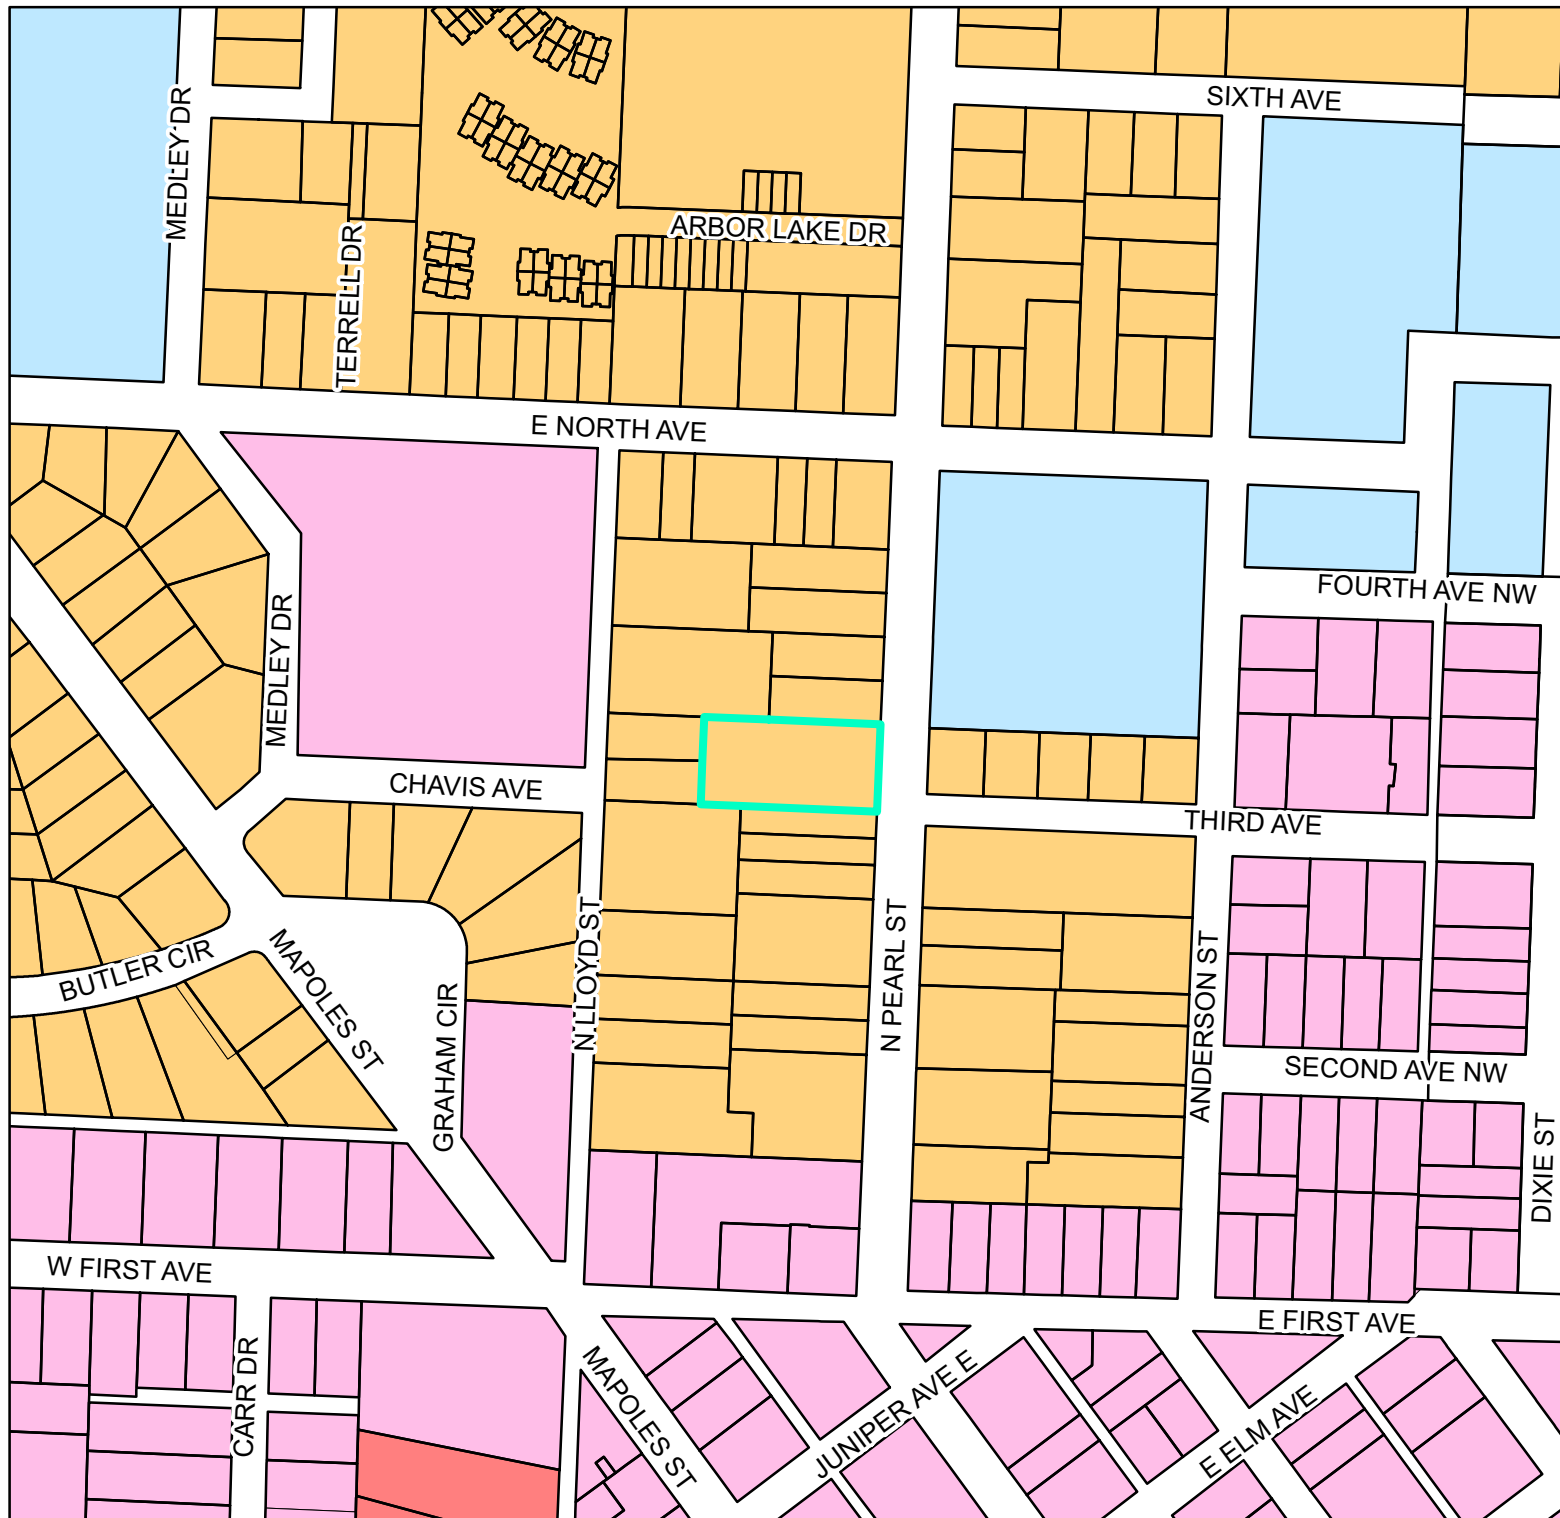 SIXTH AVE
MEDLEY DR
ARBOR LAKE DR
TERRELL DR
E NORTH AVE
FOURTH AVE NW
MEDLEY DR
CHAVIS AVE
THIRD AVE
N LLOYD ST
N PEARL ST
BUTLER CIR
MAPOLES ST
ANDERSON ST
GRAHAM CIR
SECOND AVE NW
DIXIE ST
W FIRST AVE
E FIRST AVE
CARR DR
MAPOLES ST
JUNIPER AVE E
E ELM AVE